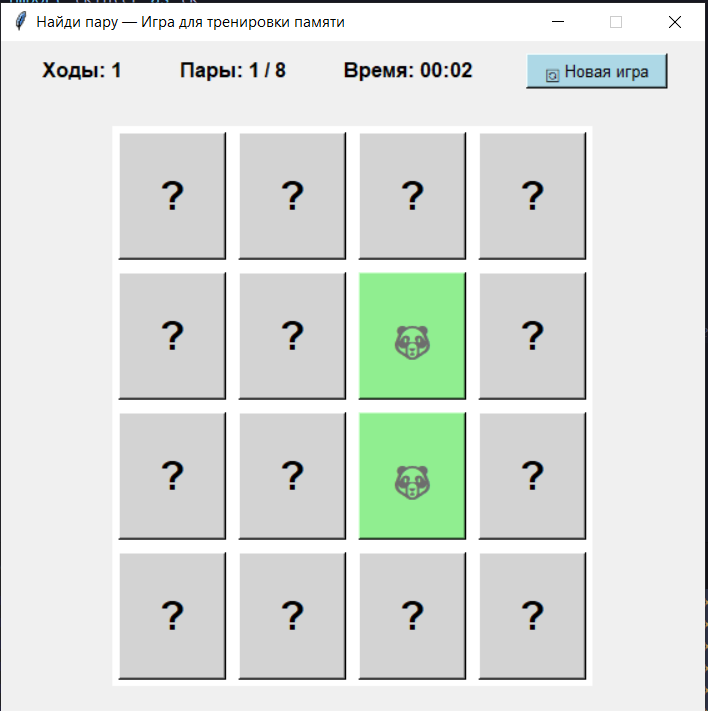 Найди пару — Игра для тренировки памяти
Ходы: 1 Пары: 1 / 8 Время: 00:02 Новая игра
? ? ? ?
? ? ?
? ? ?
? ? ? ?